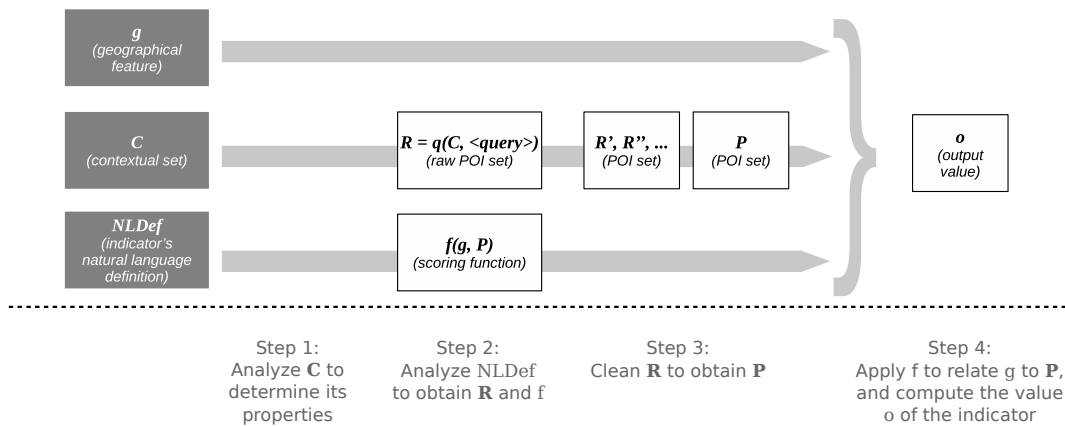 g
(geographical
feature)
C
(contextual set)
R = q(C, <query>)
(raw POI set)
R’, R’’, ...
(POI set)
P
(POI set)
o
(output
value)
NLDef
(indicator’s
natural language
definition)
f(g, P)
(scoring function)
Step 1:
Analyze C to
determine its
properties
Step 2:
Analyze NLDef
to obtain R and f
Step 3:
Clean R to obtain P
Step 4:
Apply f to relate g to P,
and compute the value
o of the indicator